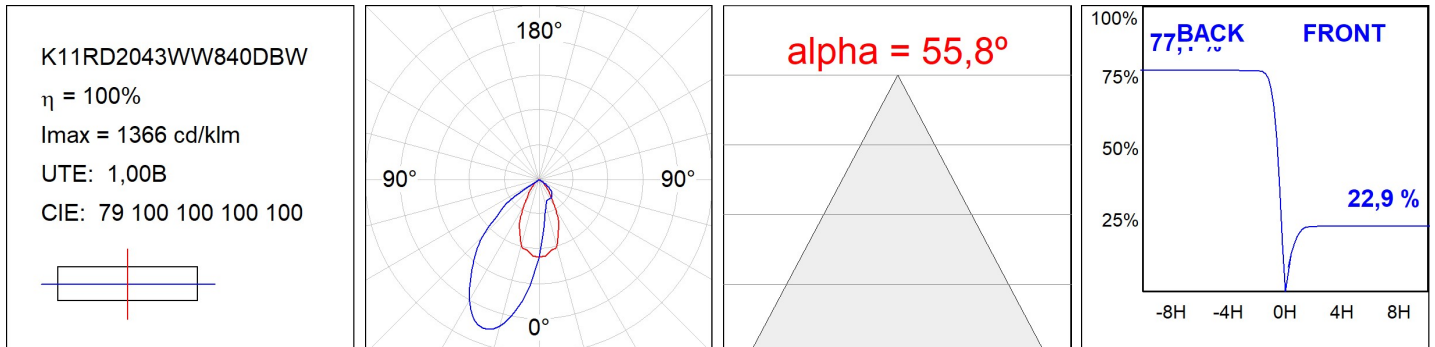 K11RD2043WW840DBW
η = 100%
Imax = 1366 cd/klm
UTE: 1,00B
CIE: 79 100 100 100 100
180°
90°
90°
0°
alpha = 55,8º
100%
BACK
FRONT
75%
50%
22,9 %
25%
-8H
-4H
0H
4H
8H